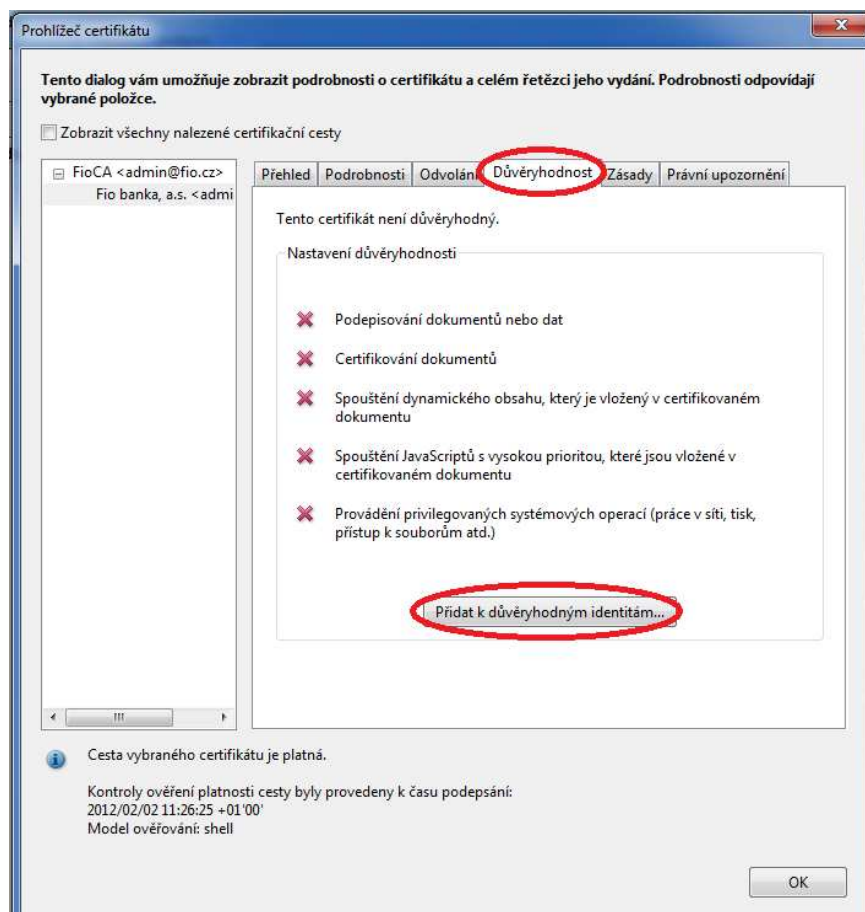 Prohlížeč certifikátu
Tento dialog vám umožňuje zobrazit podrobnosti o certifikátu a celém řetězci jeho vydání. Podrobnosti odpovídají
vybrané položce.
Zobrazit všechny nalezené certifikační cesty
FioCA <admin@fio.cz>
Fio banka, a.s. <admi
Přehled Podrobnosti Odvolání Důvěryhodnost Zásady Právní upozornění
Tento certifikát není důvěryhodný.
Nastavení důvěryhodnosti
Podepisování dokumentů nebo dat
Certifikování dokumentů
Spouštění dynamického obsahu, který je vložený v certifikovaném
dokumentu
Spouštění JavaScriptů s vysokou prioritou, které jsou vložené v
certifikovaném dokumentu
Provádění privilegovaných systémových operací (práce v síti, tisk,
přístup k souborům atd.)
Přidat k důvěryhodným identitám...
Cesta vybraného certifikátu je platná.
Kontroly ověření platnosti cesty byly provedeny k času podepsání:
2012/02/02 11:26:25 +01'00'
Model ověřování: shell
OK